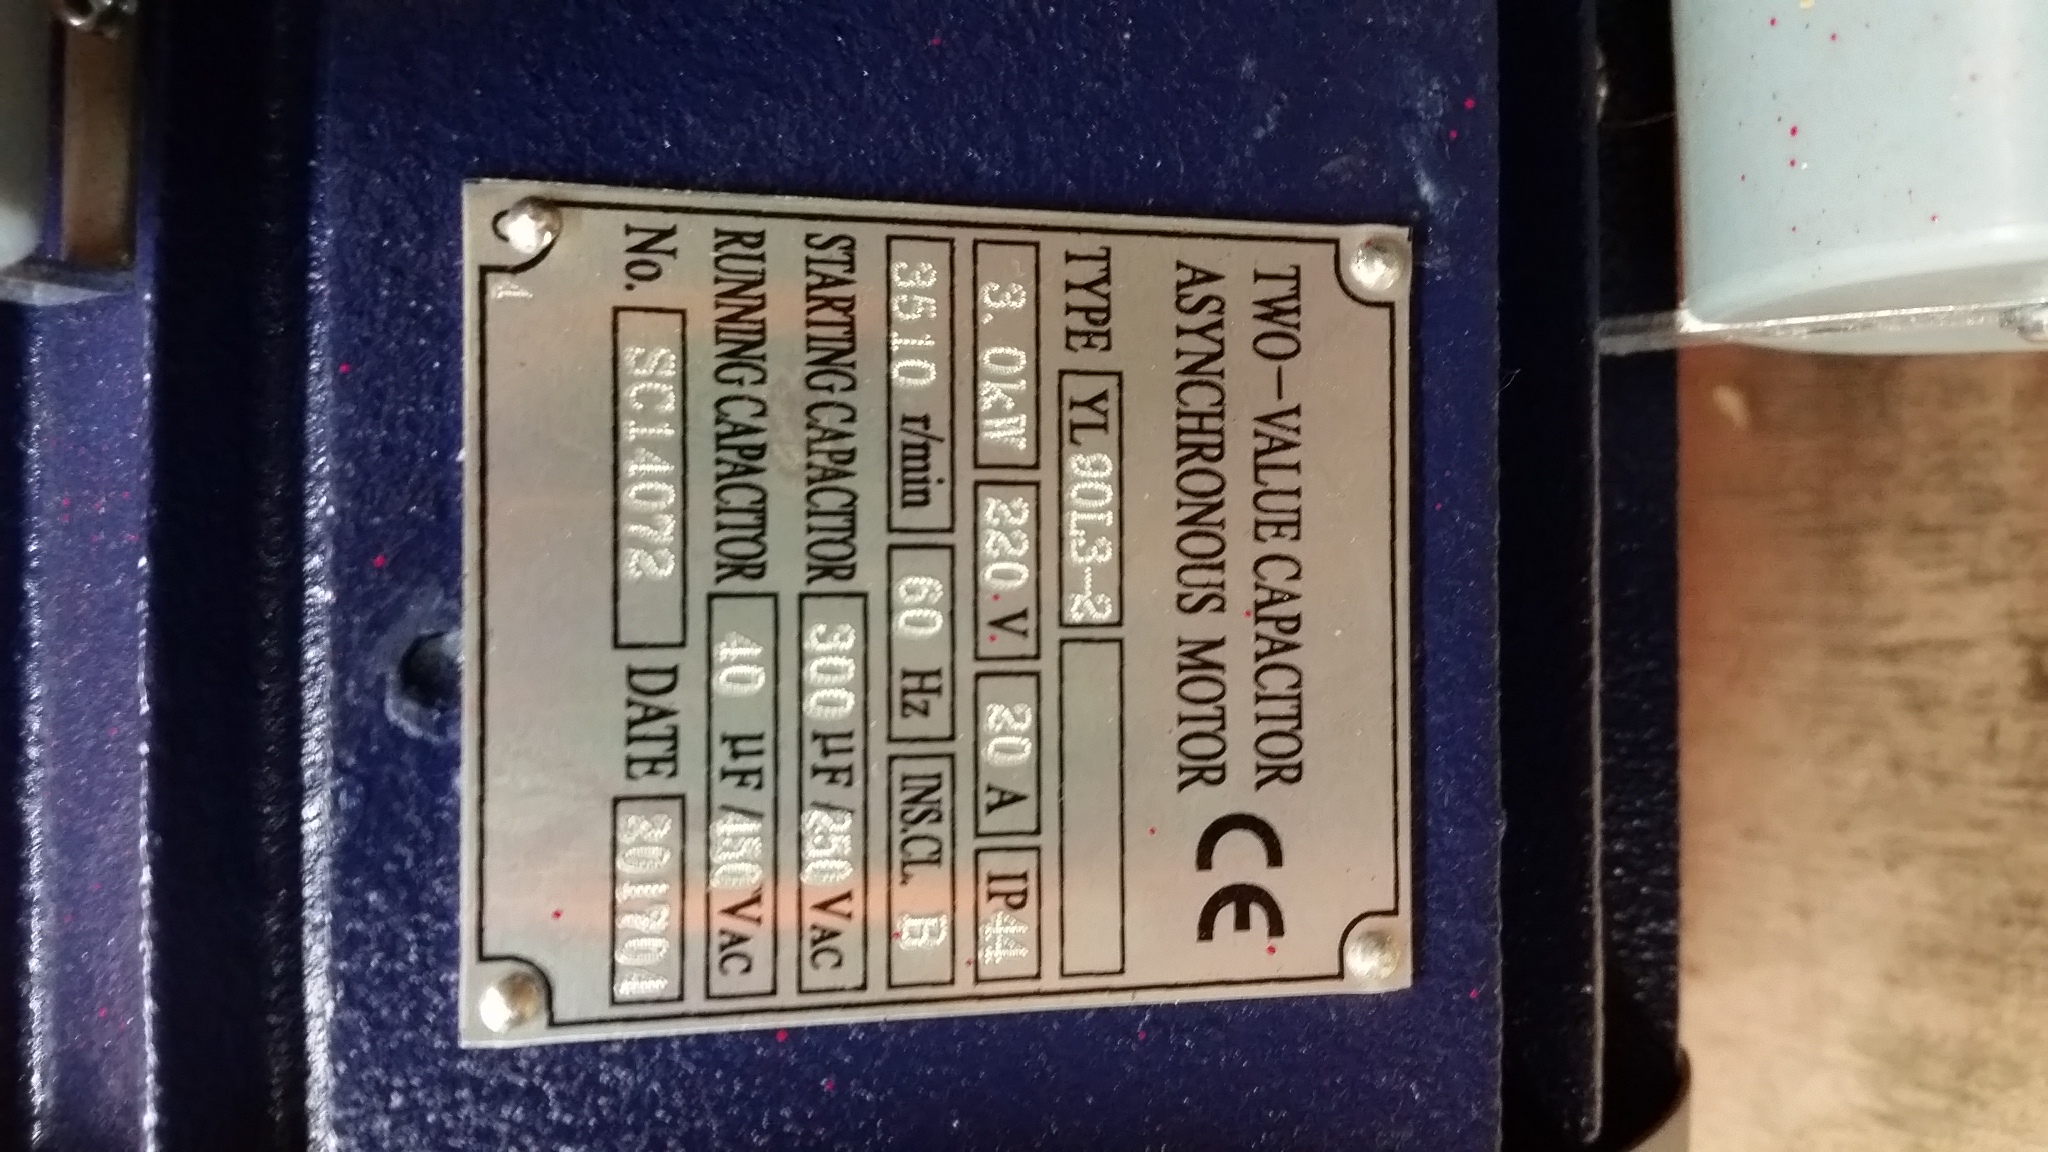 TWO-VALUE CAPACITOR
ASYNCHRONOUS MOTOR
CE
TYPE YL 90L3-2
3.0kW 220 V 20 A IP44
3510 r/min 60 Hz INS.CL. B
STARTING CAPACITOR 300 µF/250 VAC
RUNNING CAPACITOR 40 µF/450 VAC
No. SC14072 DATE 201704